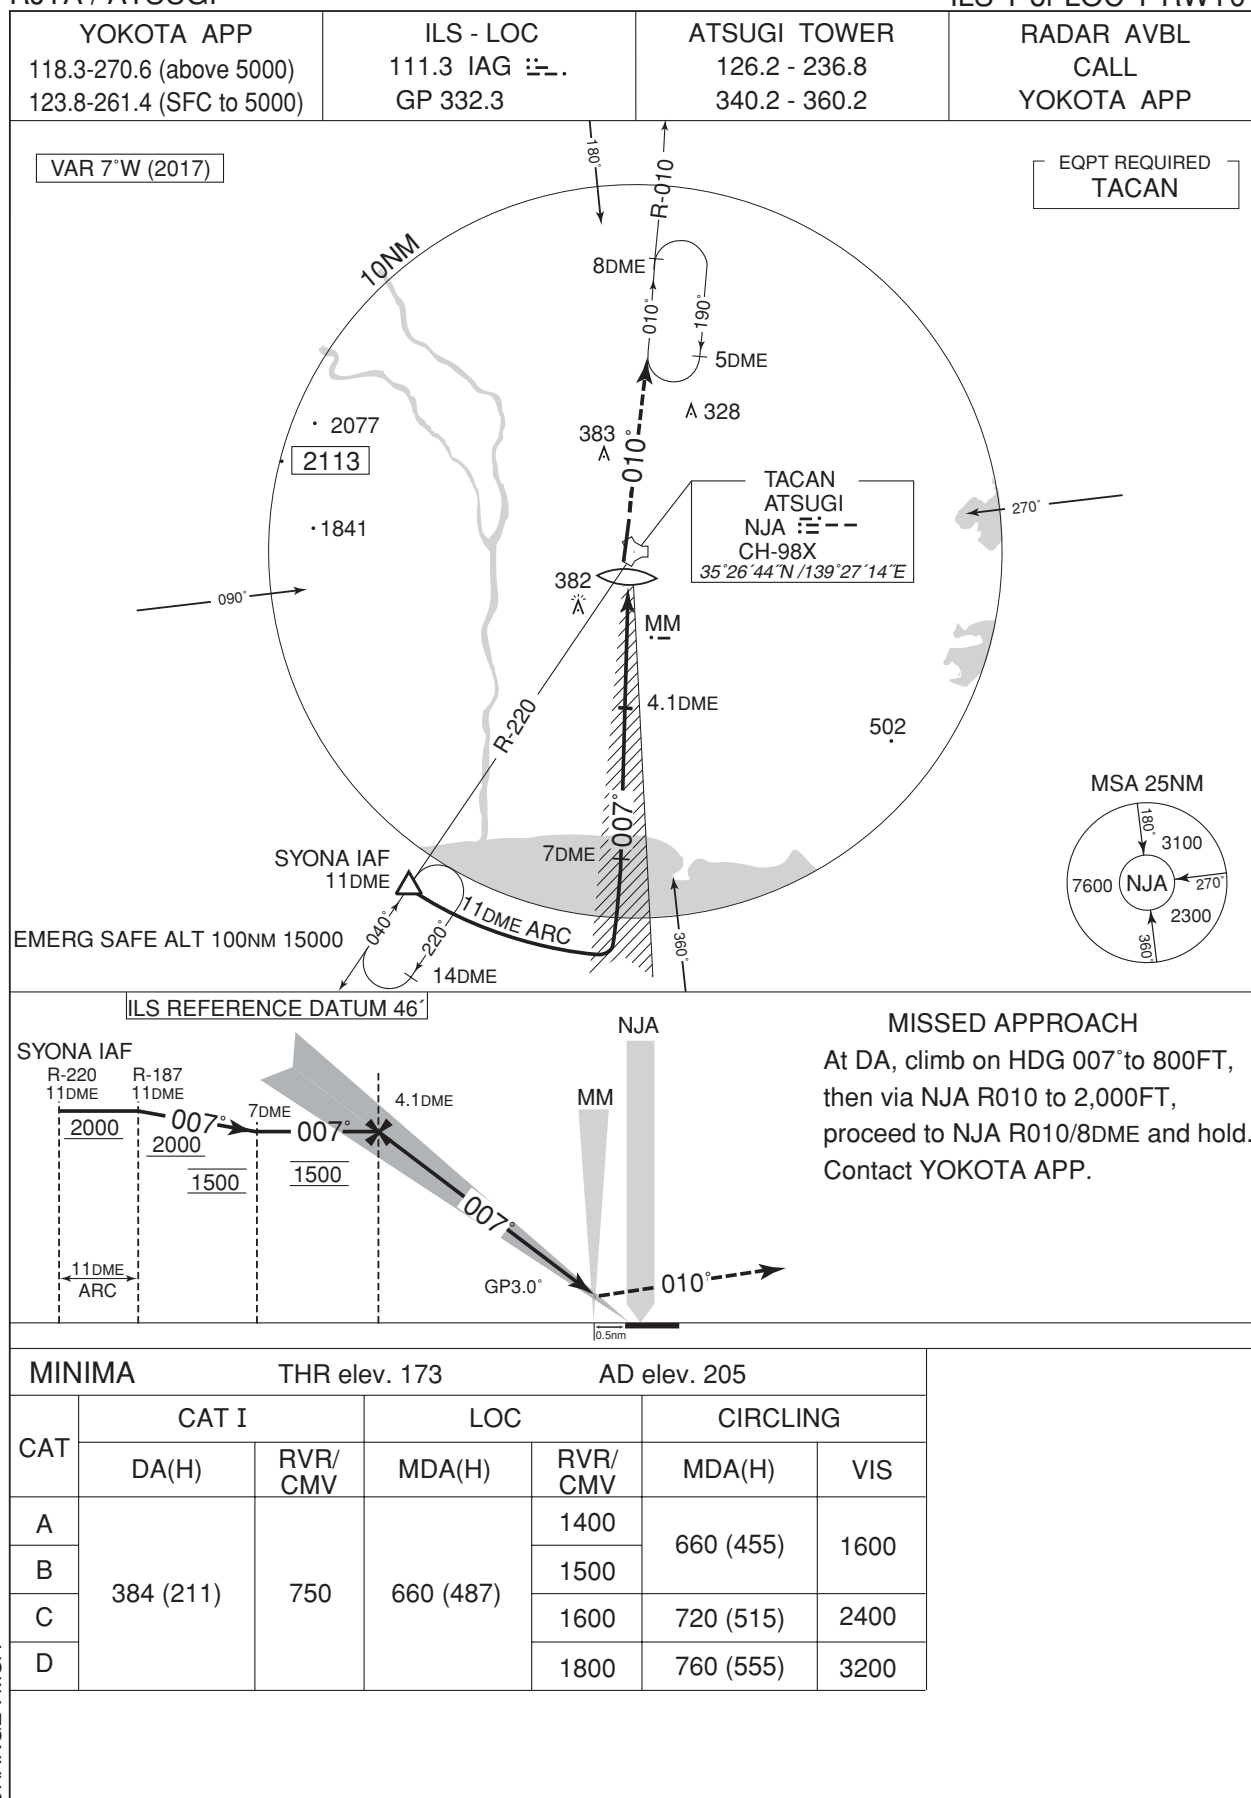 RJTA / ATSUGI
ILS Y or LOC Y RWY01
YOKOTA APP
118.3-270.6 (above 5000)
123.8-261.4 (SFC to 5000)
ILS - LOC
111.3 IAG
GP 332.3
ATSUGI TOWER
126.2 - 236.8
340.2 - 360.2
RADAR AVBL
CALL
YOKOTA APP
VAR 7°W (2017)
EQPT REQUIRED
TACAN
180°
R-010
10NM
8DME
010°
190°
5DME
328
383
010°
2077
2113
1841
TACAN
ATSUGI
NJA
CH-98X
35°26´44˝N /139°27´14˝E
270°
090°
382
MM
4.1DME
R-220
502
007°
7DME
SYONA IAF
11DME
11DME ARC
040°
220°
14DME
360°
EMERG SAFE ALT 100NM 15000
MSA 25NM
180°
3100
7600
NJA
270°
2300
360°
ILS REFERENCE DATUM 46´
SYONA IAF
R-220
11DME
R-187
11DME
2000
007°
2000
7DME
1500
007°
1500
4.1DME
007°
11DME
ARC
GP3.0°
MM
NJA
010°
0.5nm
MISSED APPROACH
At DA, climb on HDG 007°to 800FT,
then via NJA R010 to 2,000FT,
proceed to NJA R010/8DME and hold.
Contact YOKOTA APP.
MINIMA THR elev. 173 AD elev. 205
CAT CAT I LOC CIRCLING
DA(H) RVR/CMV MDA(H) RVR/CMV MDA(H) VIS
A 384 (211) 750 660 (487) 1400 660 (455) 1600
B 1500
C 1600 720 (515) 2400
D 1800 760 (555) 3200